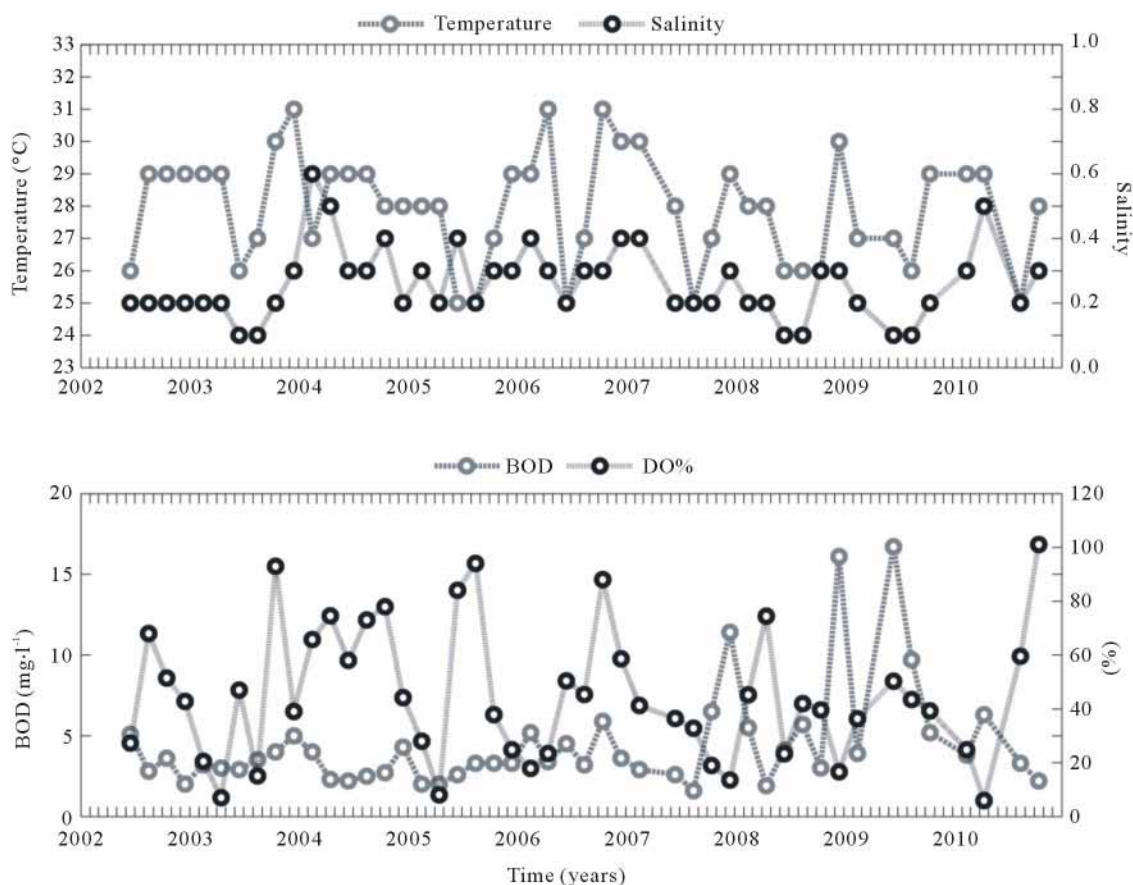 Temperature Salinity
33 1.0
32
31 0.8
30
29 0.6
28
27 0.4
26
25 0.2
24
23 0.0
Temperature (°C)
Salinity
2002 2003 2004 2005 2006 2007 2008 2009 2010
BOD DO%
20 120
100
15
80
10 60
40
5
20
0 0
BOD (mg·l⁻¹)
(%)
2002 2003 2004 2005 2006 2007 2008 2009 2010
Time (years)